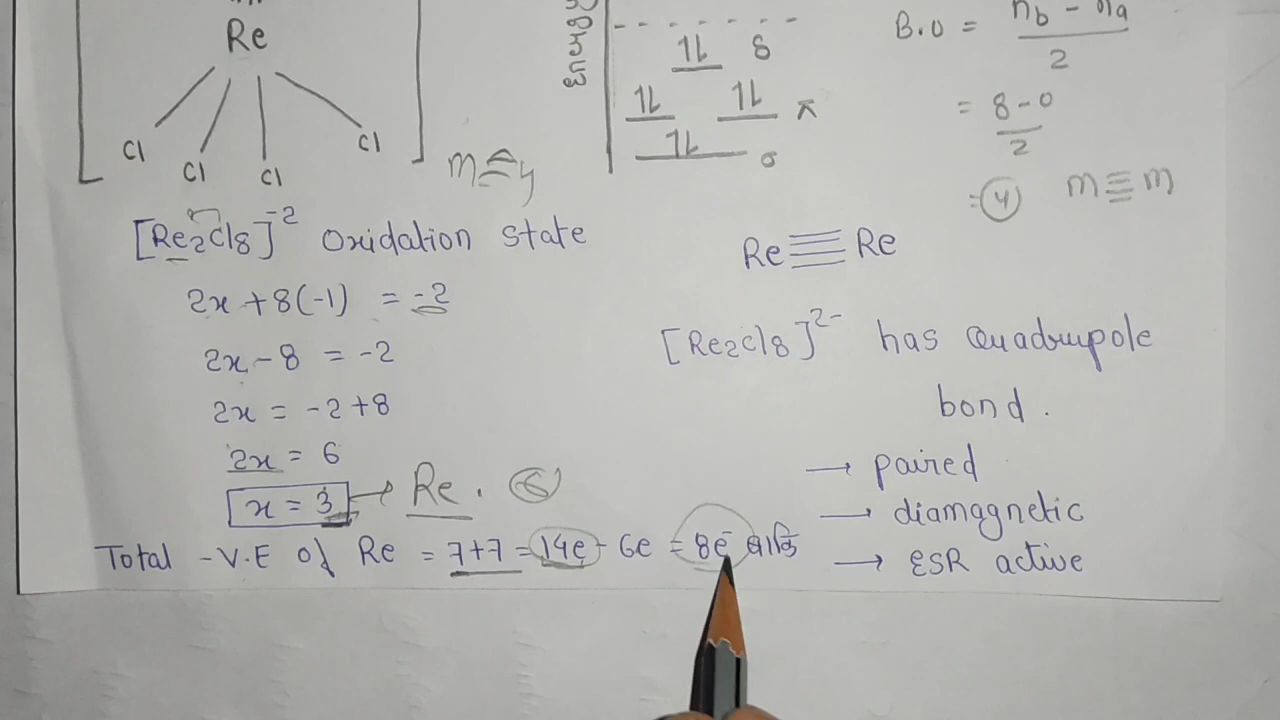 Re
Cl Cl Cl Cl
1L δ
1L 1L π
1L σ
B.O = nb - na
2
= 8-0
2
= 4 m≣m
[Re2Cl8]-2 Oxidation state
2x + 8(-1) = -2
2x - 8 = -2
2x = -2+8
2x = 6
x = 3 → Re. 6
Total - V.E of Re = 7+7 = 14e - 6e = 8e-
Re≣Re
[Re2Cl8]2- has Quadrupole
bond.
→ paired
→ diamagnetic
→ ESR active